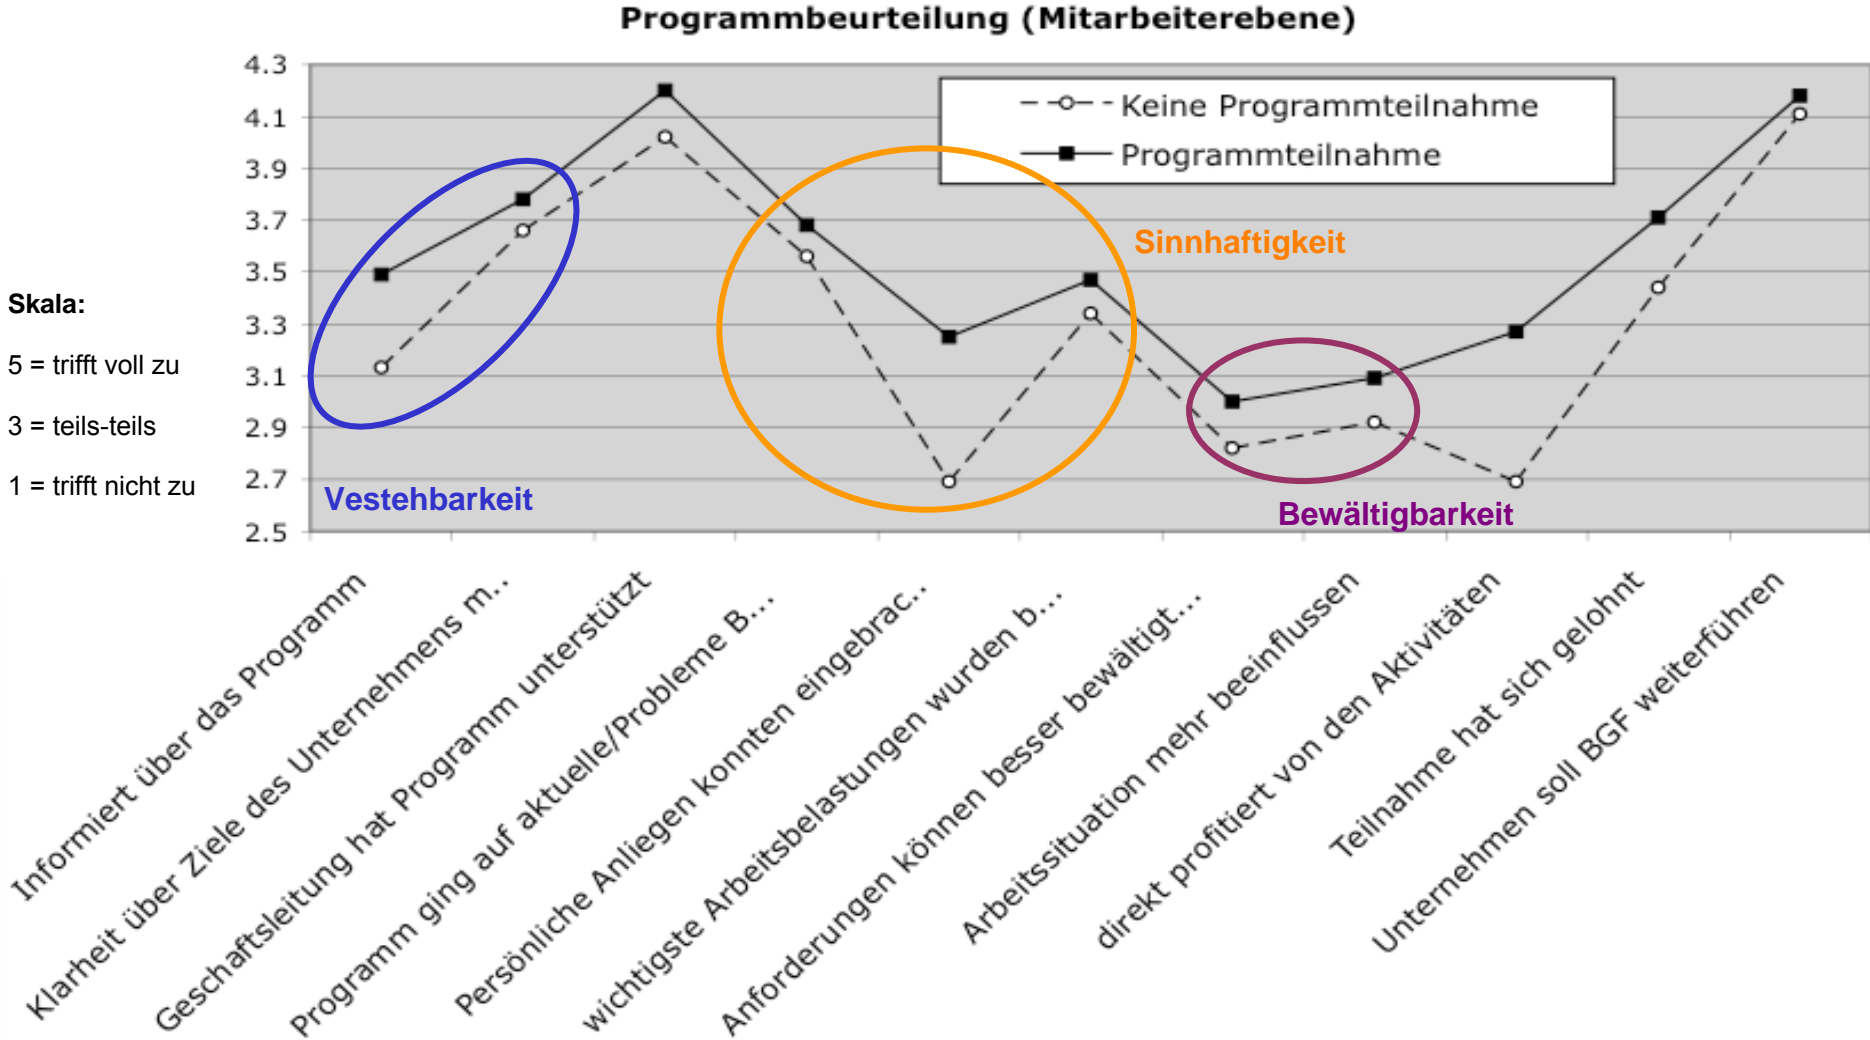 Programmbeurteilung (Mitarbeiterebene)
4.3
4.1
3.9
3.7
3.5
3.3
3.1
2.9
2.7
2.5
Keine Programmteilnahme
Programmteilnahme
Sinnhaftigkeit
Vestehbarkeit
Bewältigbarkeit
Skala:
5 = trifft voll zu
3 = teils-teils
1 = trifft nicht zu
Informiert über das Programm
Klarheit über Ziele des Unternehmens m..
Geschaftsleitung hat Programm unterstützt
Programm ging auf aktuelle/Probleme B...
Persönliche Anliegen konnten eingebrac..
wichtigste Arbeitsbelastungen wurden b...
Anforderungen können besser bewältigt...
Arbeitssituation mehr beeinflussen
direkt profitiert von den Aktivitäten
Teilnahme hat sich gelohnt
Unternehmen soll BGF weiterführen